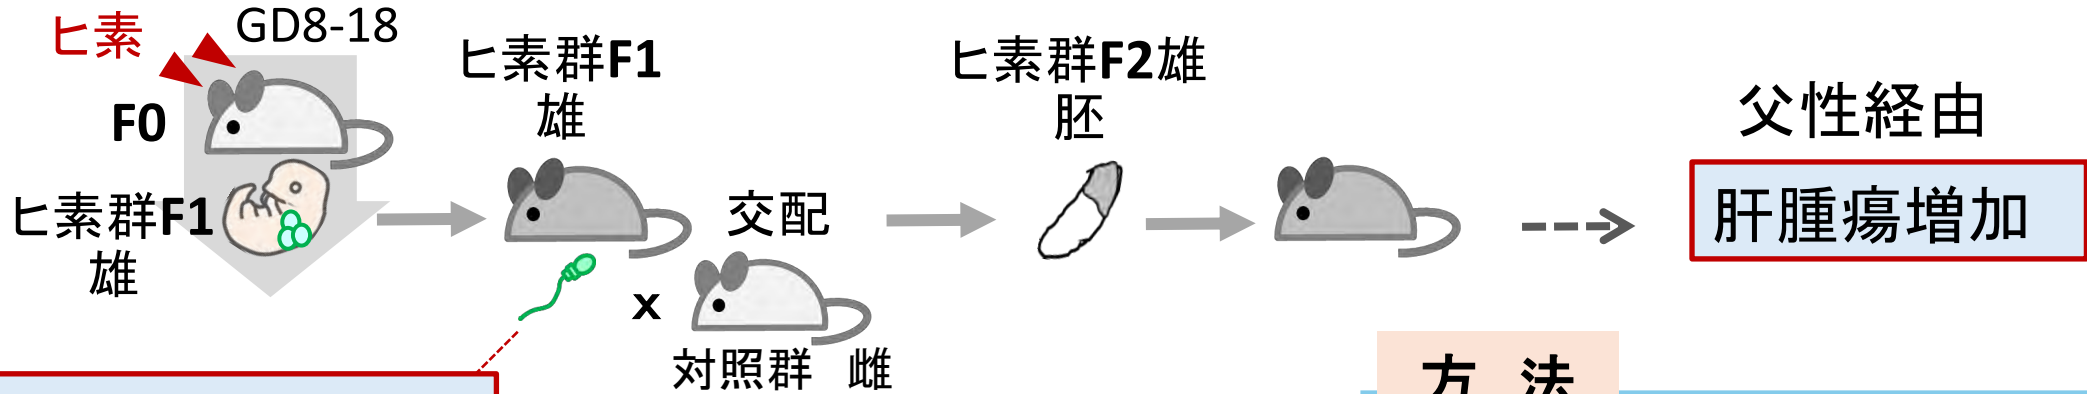 ヒ素
GD8-18
F0
ヒ素群F1
雄
ヒ素群F1
雄
交配
x
対照群 雌
ヒ素群F2雄
胚
父性経由
肝腫瘍増加
方 法